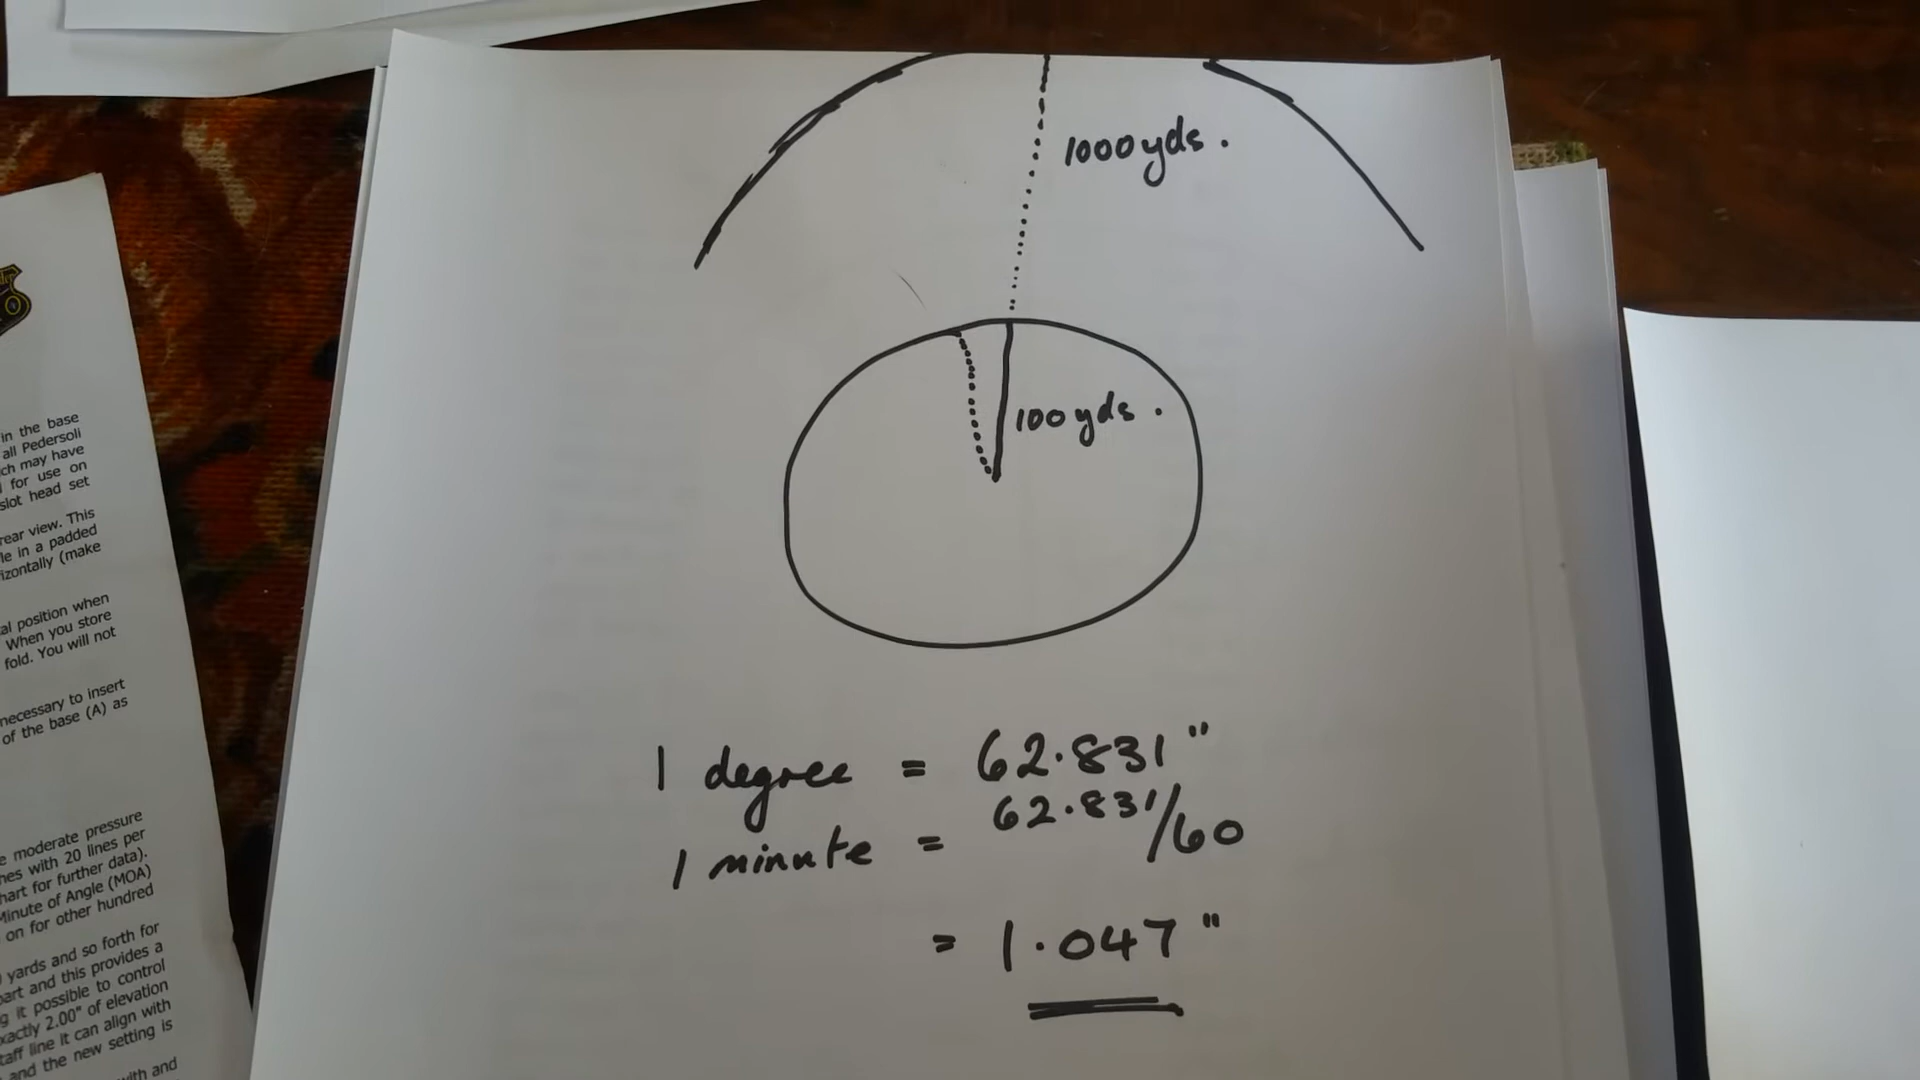 1000 yds.
100 yds.
1 degree = 62.831"
1 minute = 62.831/60
= 1.047"
in the base
all Pedersoli
ch may have
for use on
slot head set
rear view. This
le in a padded
izontally (make
al position when
When you store
fold. You will not
necessary to insert
of the base (A) as
e moderate pressure
nes with 20 lines per
hart for further data).
Minute of Angle (MOA)
on for other hundred
yards and so forth for
part and this provides a
g it possible to control
xactly 2.00" of elevation
taff line it can align with
and the new setting is
with and